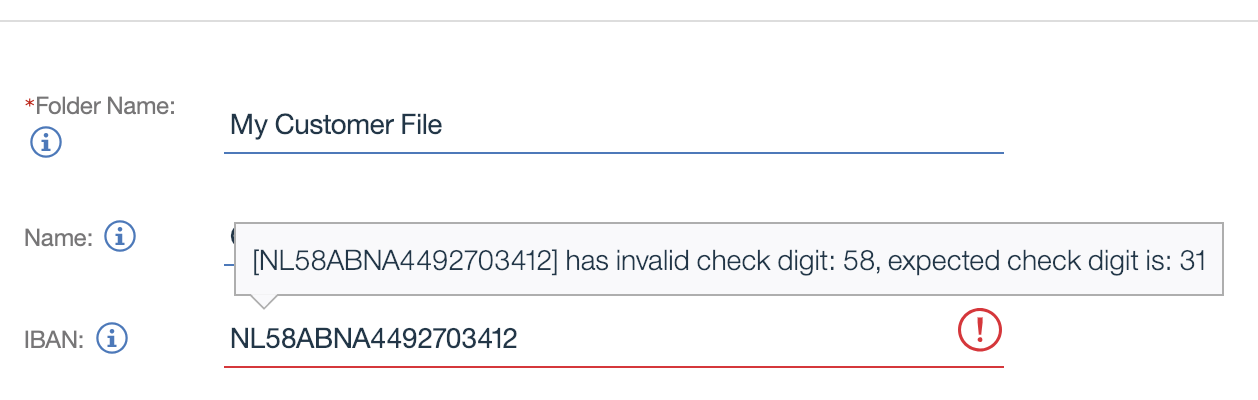 *Folder Name:
My Customer File
Name:
[NL58ABNA4492703412] has invalid check digit: 58, expected check digit is: 31
IBAN:
NL58ABNA4492703412